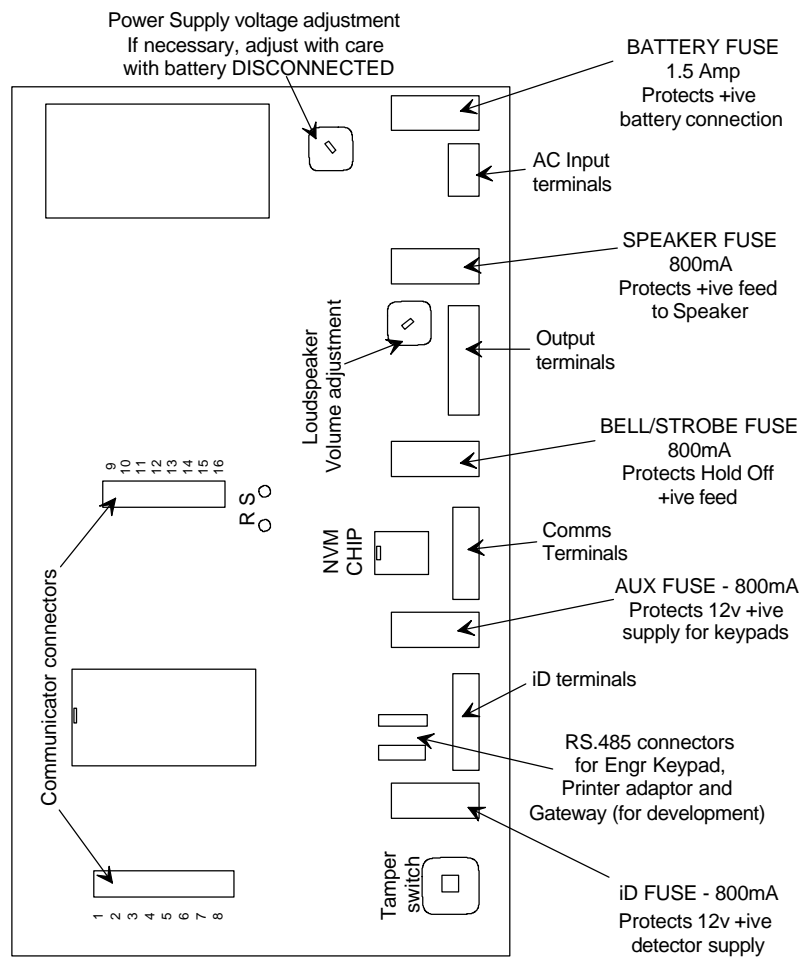 Power Supply voltage adjustment
If necessary, adjust with care
with battery DISCONNECTED
BATTERY FUSE
1.5 Amp
Protects +ive
battery connection
AC Input
terminals
SPEAKER FUSE
800mA
Protects +ive feed
to Speaker
Loudspeaker
Volume adjustment
Output
terminals
BELL/STROBE FUSE
800mA
Protects Hold Off
+ive feed
9
10
11
12
13
14
15
16
R S
NVM
CHIP
Comms
Terminals
AUX FUSE - 800mA
Protects 12v +ive
supply for keypads
Communicator connectors
iD terminals
RS.485 connectors
for Engr Keypad,
Printer adaptor and
Gateway (for development)
Tamper
switch
1
2
3
4
5
6
7
8
iD FUSE - 800mA
Protects 12v +ive
detector supply